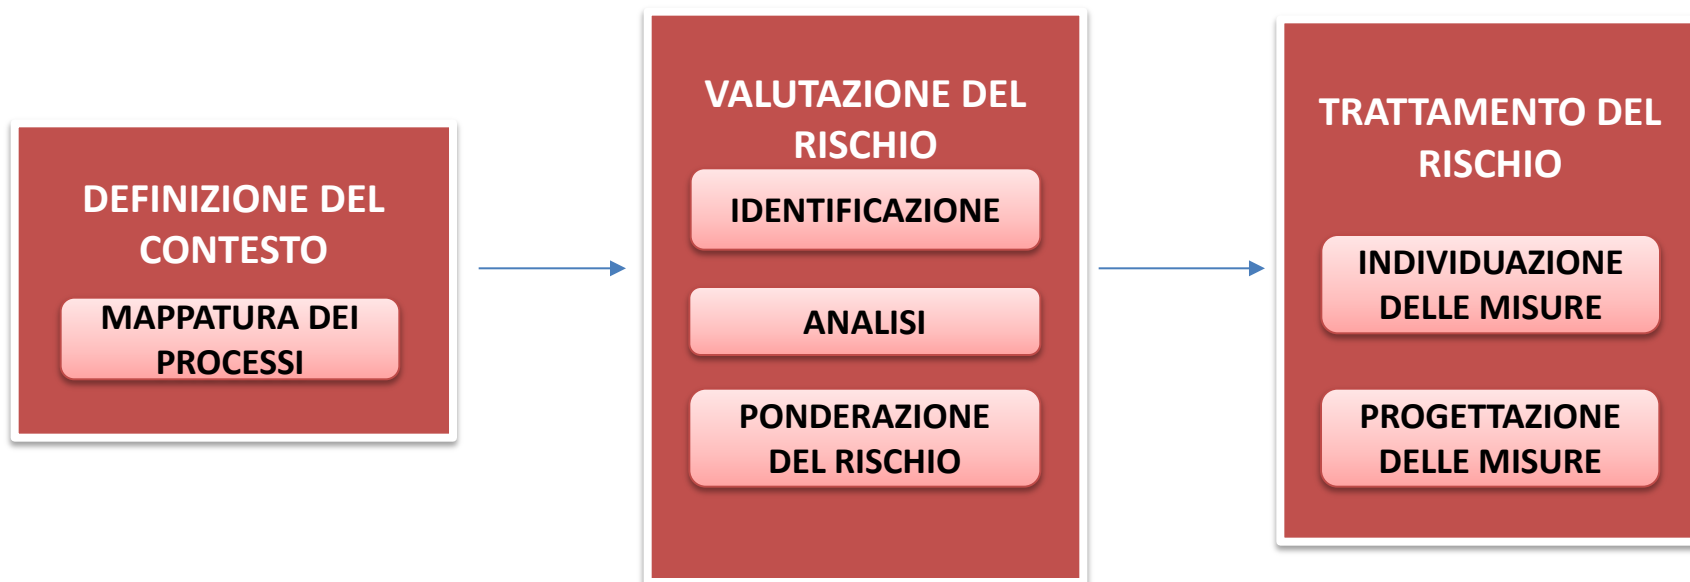 DEFINIZIONE DEL
CONTESTO
MAPPATURA DEI
PROCESSI
VALUTAZIONE DEL
RISCHIO
IDENTIFICAZIONE
ANALISI
PONDERAZIONE
DEL RISCHIO
TRATTAMENTO DEL
RISCHIO
INDIVIDUAZIONE
DELLE MISURE
PROGETTAZIONE
DELLE MISURE